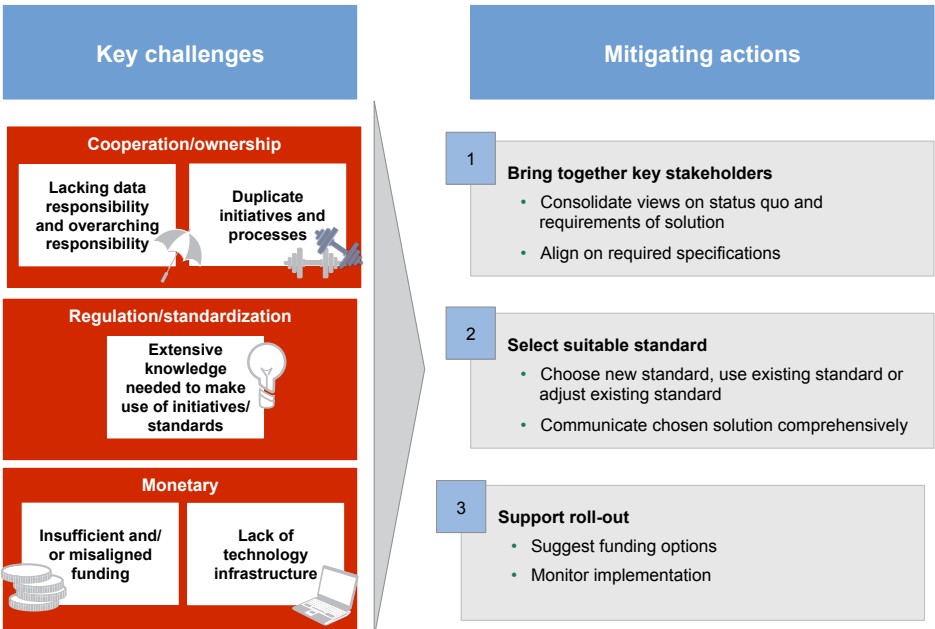 Key challenges
Mitigating actions
Cooperation/ownership
Lacking data
responsibility
and overarching
responsibility
Duplicate
initiatives and
processes
Regulation/standardization
Extensive
knowledge
needed to make
use of initiatives/
standards
Monetary
Insufficient and/
or misaligned
funding
Lack of
technology
infrastructure
1
Bring together key stakeholders
• Consolidate views on status quo and
requirements of solution
• Align on required specifications
2
Select suitable standard
• Choose new standard, use existing standard or
adjust existing standard
• Communicate chosen solution comprehensively
3
Support roll-out
• Suggest funding options
• Monitor implementation